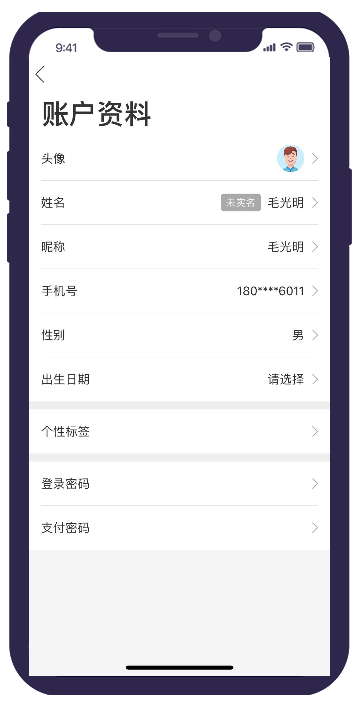 9:41
账户资料
头像
姓名 未实名 毛光明
昵称 毛光明
手机号 180****6011
性别 男
出生日期 请选择
个性标签
登录密码
支付密码